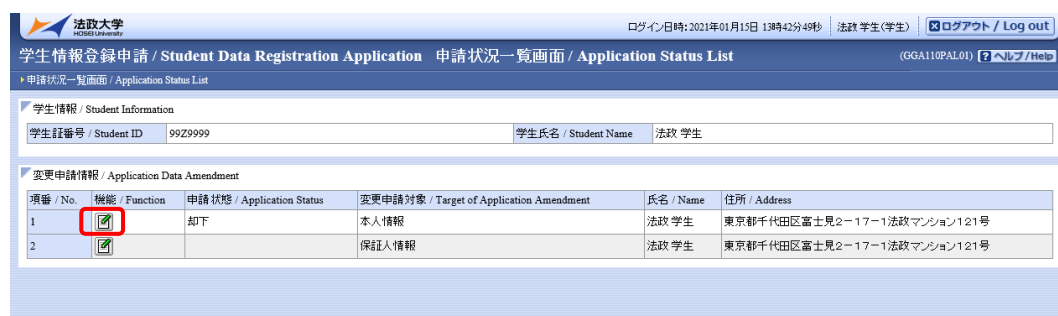 法政大学
HOSEI University
ログイン日時:2021年01月15日 13時42分49秒 法政 学生(学生) ログアウト / Log out
学生情報登録申請 / Student Data Registration Application 申請状況一覧画面 / Application Status List (GGA110PAL01) ? ヘルプ/Help
申請状況一覧画面 / Application Status List
学生情報 / Student Information
学生証番号 / Student ID 99Z9999 学生氏名 / Student Name 法政 学生
変更申請情報 / Application Data Amendment
項番 / No. 機能 / Function 申請状態 / Application Status 変更申請対象 / Target of Application Amendment 氏名 / Name 住所 / Address
1 却下 本人情報 法政 学生 東京都千代田区富士見2-17-1法政マンション121号
2 保証人情報 法政 学生 東京都千代田区富士見2-17-1法政マンション121号